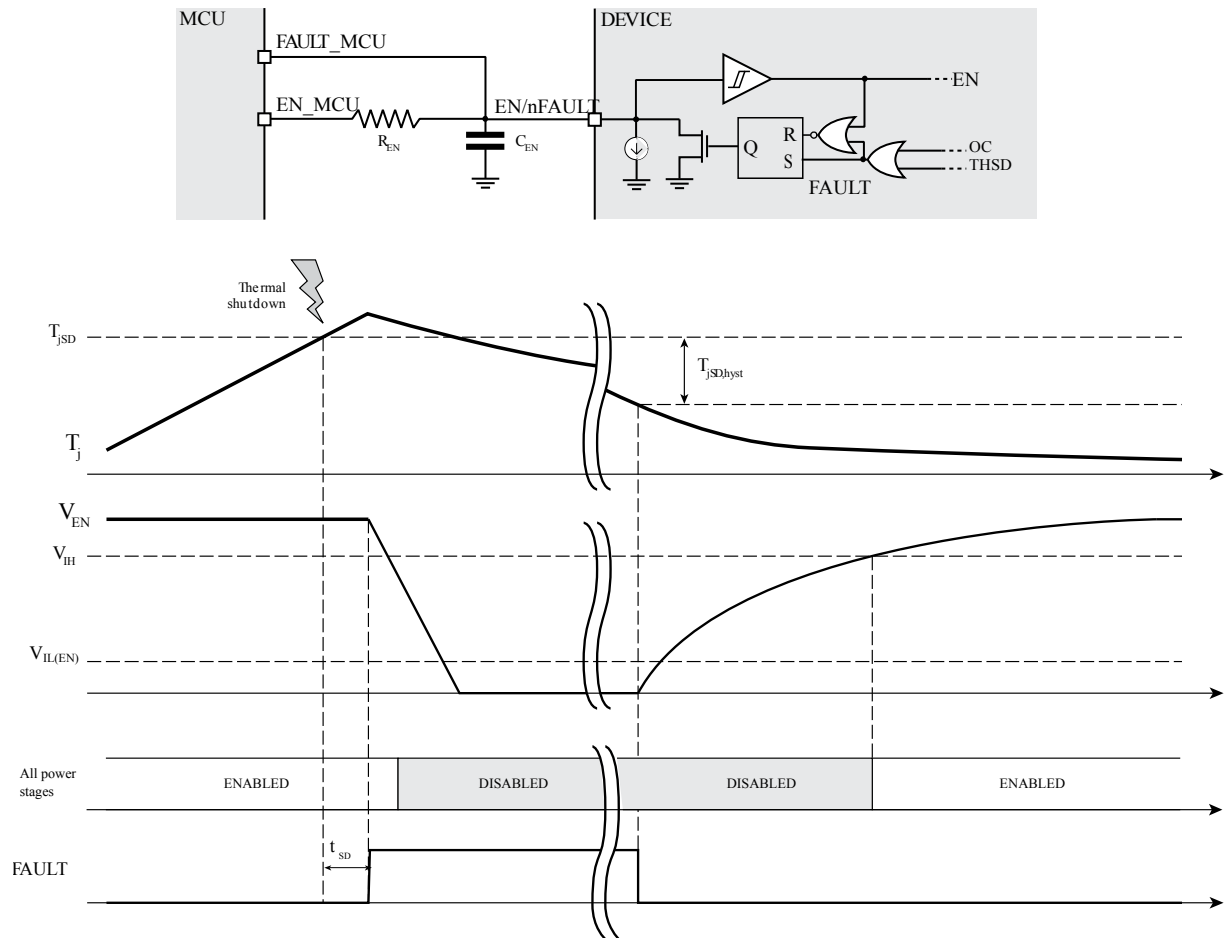 MCU
DEVICE
FAULT_MCU
EN_MCU
EN/nFAULT
EN
R_EN
C_EN
Q
R
S
FAULT
OC
THSD
Thermal
shutdown
T_jSD
T_jSD,hyst
T_j
V_EN
V_IH
V_IL(EN)
All power
stages
ENABLED
DISABLED
DISABLED
ENABLED
t_SD
FAULT